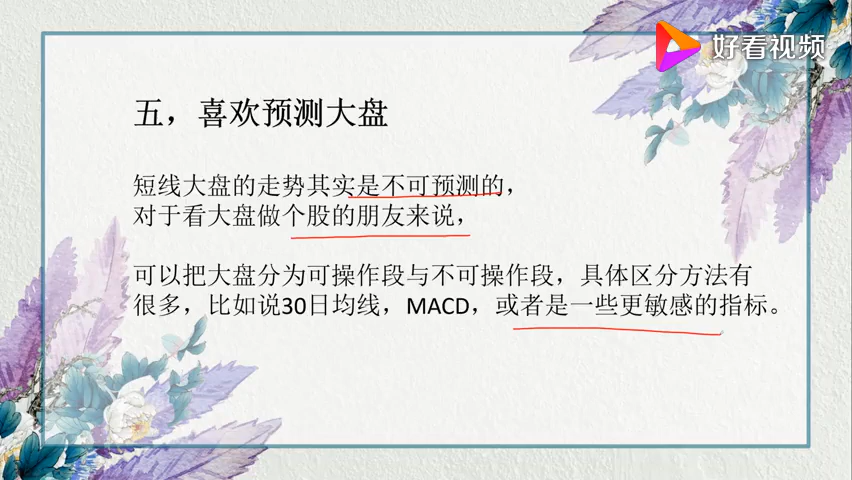 好看视频
五，喜欢预测大盘
短线大盘的走势其实是不可预测的，
对于看大盘做个股的朋友来说，
可以把大盘分为可操作段与不可操作段，具体区分方法有
很多，比如说30日均线，MACD，或者是一些更敏感的指标。